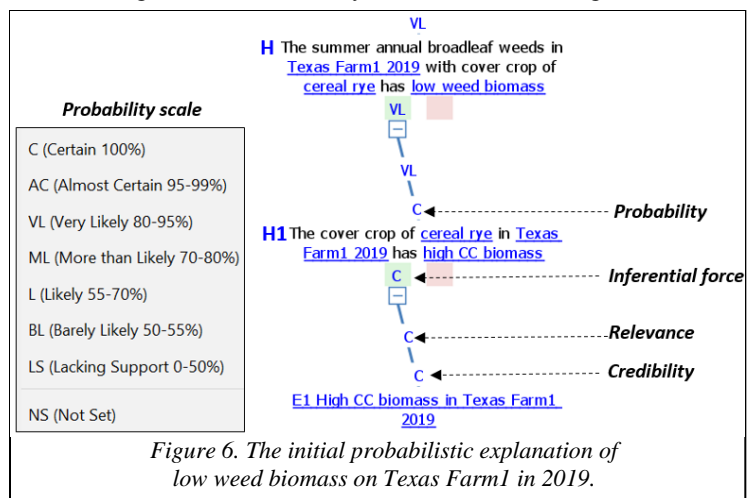 VL
H The summer annual broadleaf weeds in
Texas Farm1 2019 with cover crop of
cereal rye has low weed biomass
Probability scale
VL
C (Certain 100%)
AC (Almost Certain 95-99%)
VL (Very Likely 80-95%)
VL
C
Probability
ML (More than Likely 70-80%)
H1 The cover crop of cereal rye in Texas
Farm1 2019 has high CC biomass
L (Likely 55-70%)
C
Inferential force
BL (Barely Likely 50-55%)
C
Relevance
LS (Lacking Support 0-50%)
C
Credibility
NS (Not Set)
E1 High CC biomass in Texas Farm1
2019
Figure 6. The initial probabilistic explanation of
low weed biomass on Texas Farm1 in 2019.